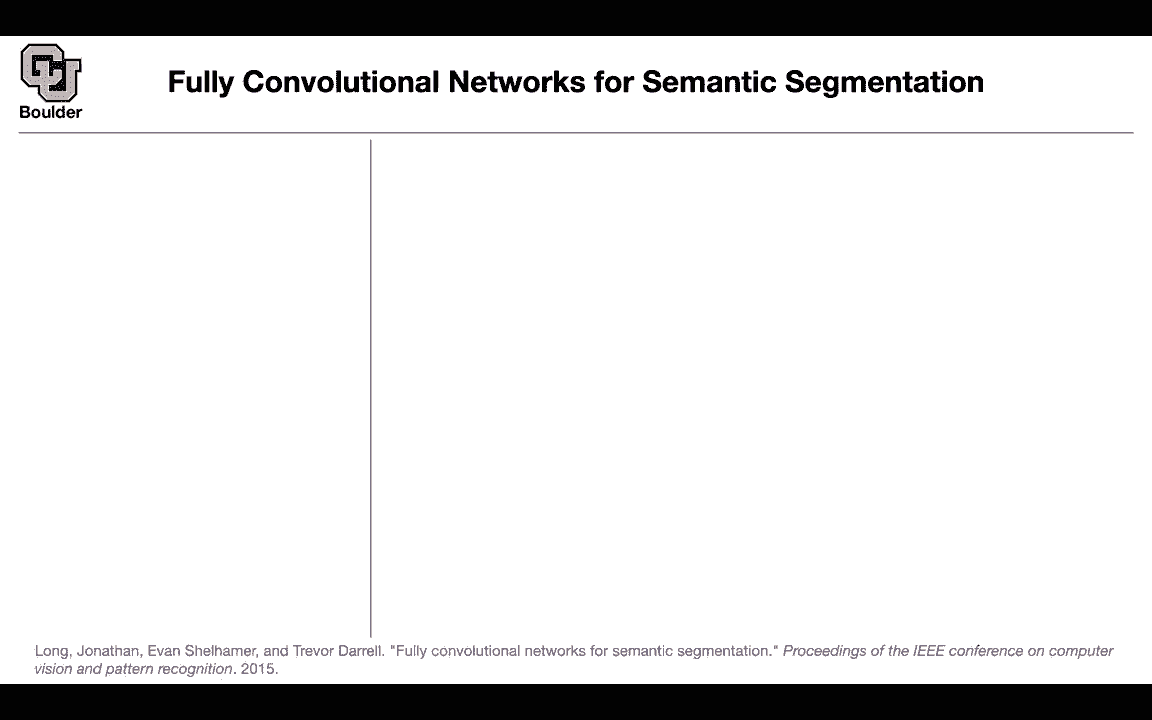 CU
Boulder
Fully Convolutional Networks for Semantic Segmentation
Long, Jonathan, Evan Shelhamer, and Trevor Darrell. "Fully convolutional networks for semantic segmentation." Proceedings of the IEEE conference on computer
vision and pattern recognition. 2015.